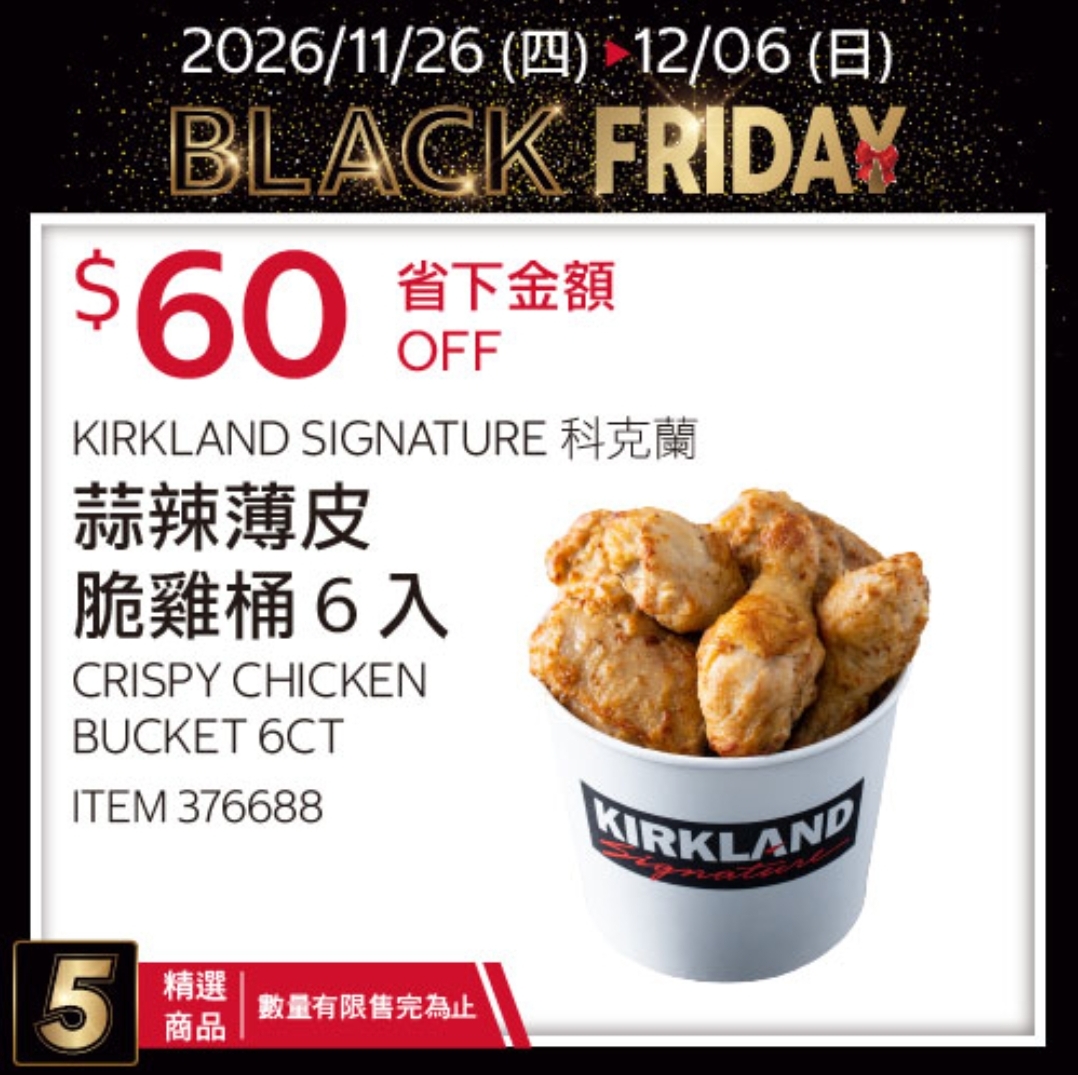 2026/11/26 (四)▶12/06 (日)
BLACK FRIDAY
$60 省下金額
OFF
KIRKLAND SIGNATURE 科克蘭
蒜辣薄皮
脆雞桶 6 入
CRISPY CHICKEN
BUCKET 6CT
ITEM 376688
KIRKLAND
Signature
5
精選
商品
數量有限售完為止